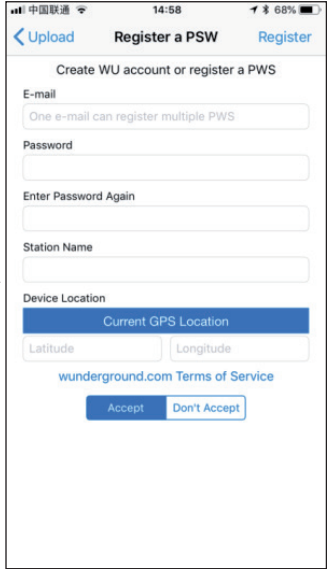 中国联通 14:58 68%
Upload Register a PSW Register
Create WU account or register a PWS
E-mail
One e-mail can register multiple PWS
Password
Enter Password Again
Station Name
Device Location
Current GPS Location
Latitude Longitude
wunderground.com Terms of Service
Accept Don't Accept